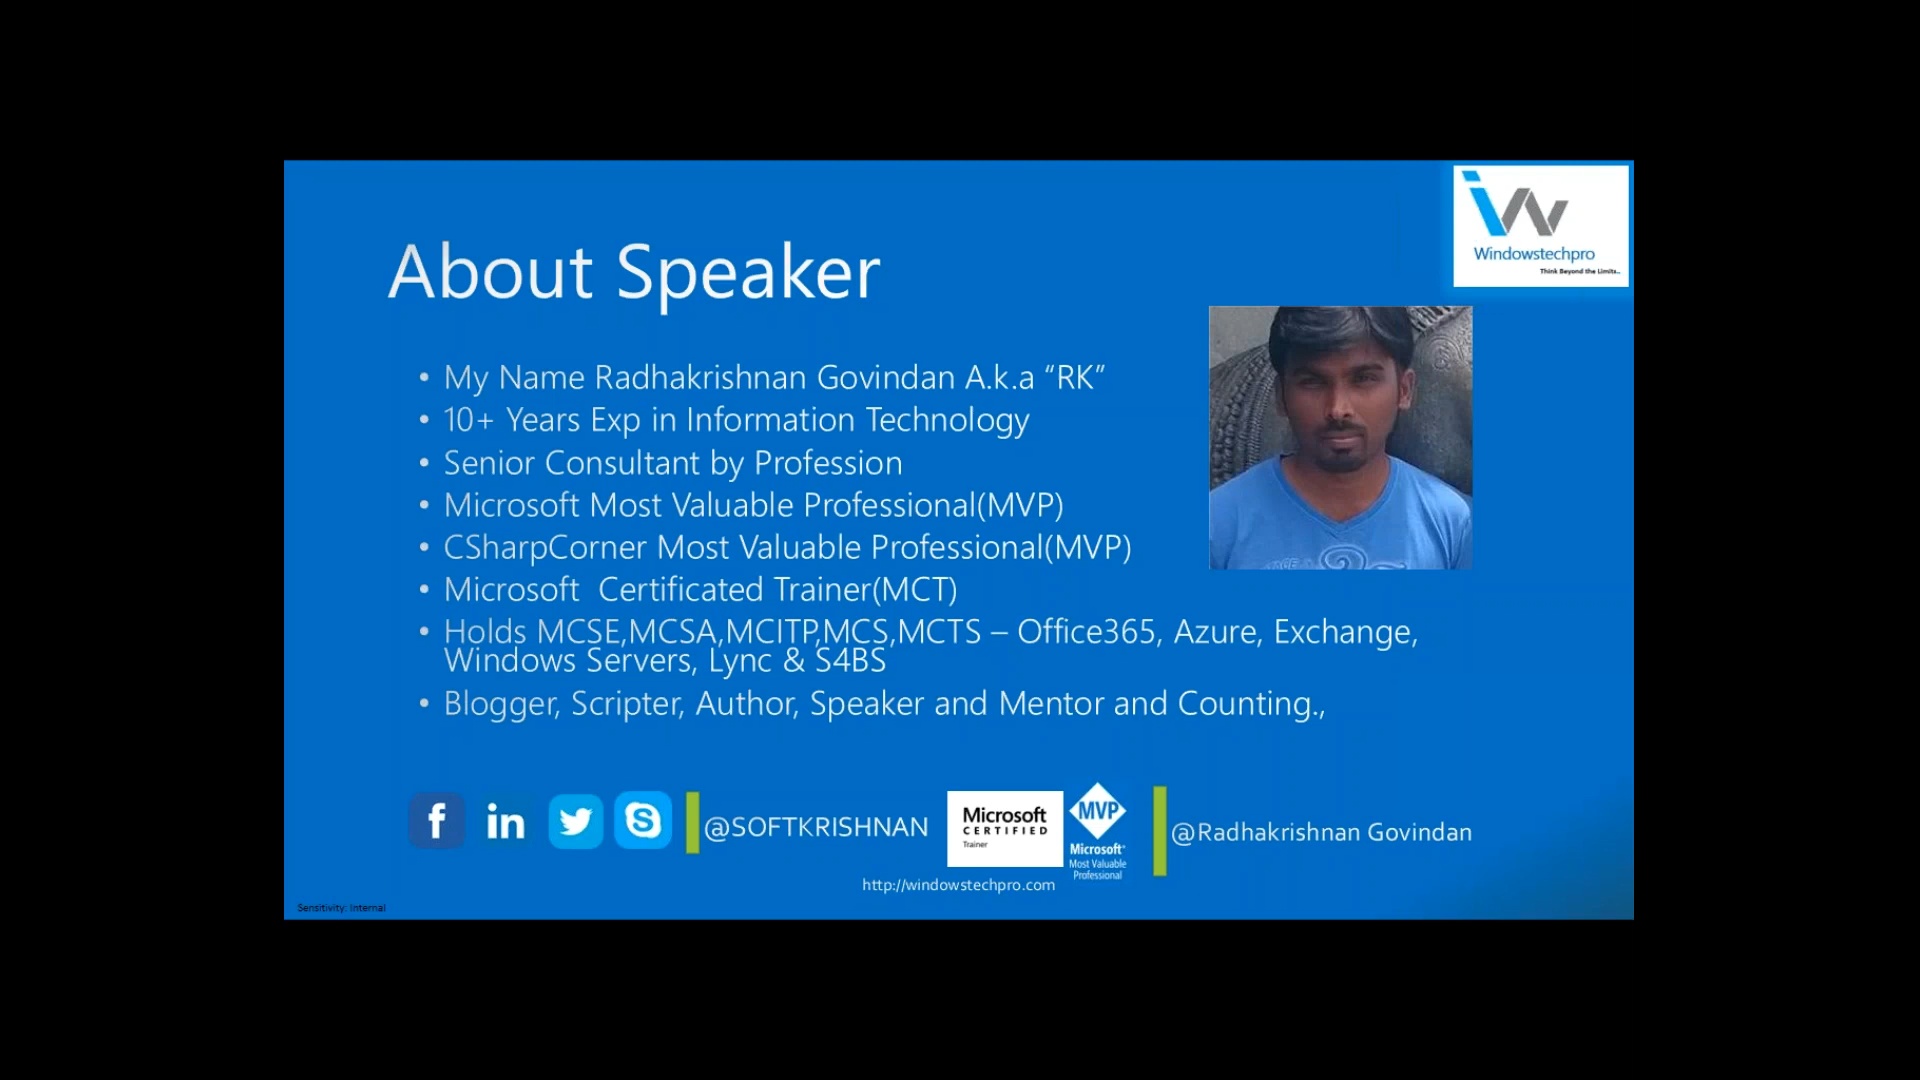 Windowstechpro
Think Beyond the Limits...
About Speaker
• My Name Radhakrishnan Govindan A.k.a “RK”
• 10+ Years Exp in Information Technology
• Senior Consultant by Profession
• Microsoft Most Valuable Professional(MVP)
• CSharpCorner Most Valuable Professional(MVP)
• Microsoft  Certificated Trainer(MCT)
• Holds MCSE,MCSA,MCITP,MCS,MCTS – Office365, Azure, Exchange,
Windows Servers, Lync & S4BS
• Blogger, Scripter, Author, Speaker and Mentor and Counting.,
@SOFTKRISHNAN
Microsoft
CERTIFIED
Trainer
MVP
Microsoft
Most Valuable
Professional
@Radhakrishnan Govindan
http://windowstechpro.com
Sensitivity: Internal